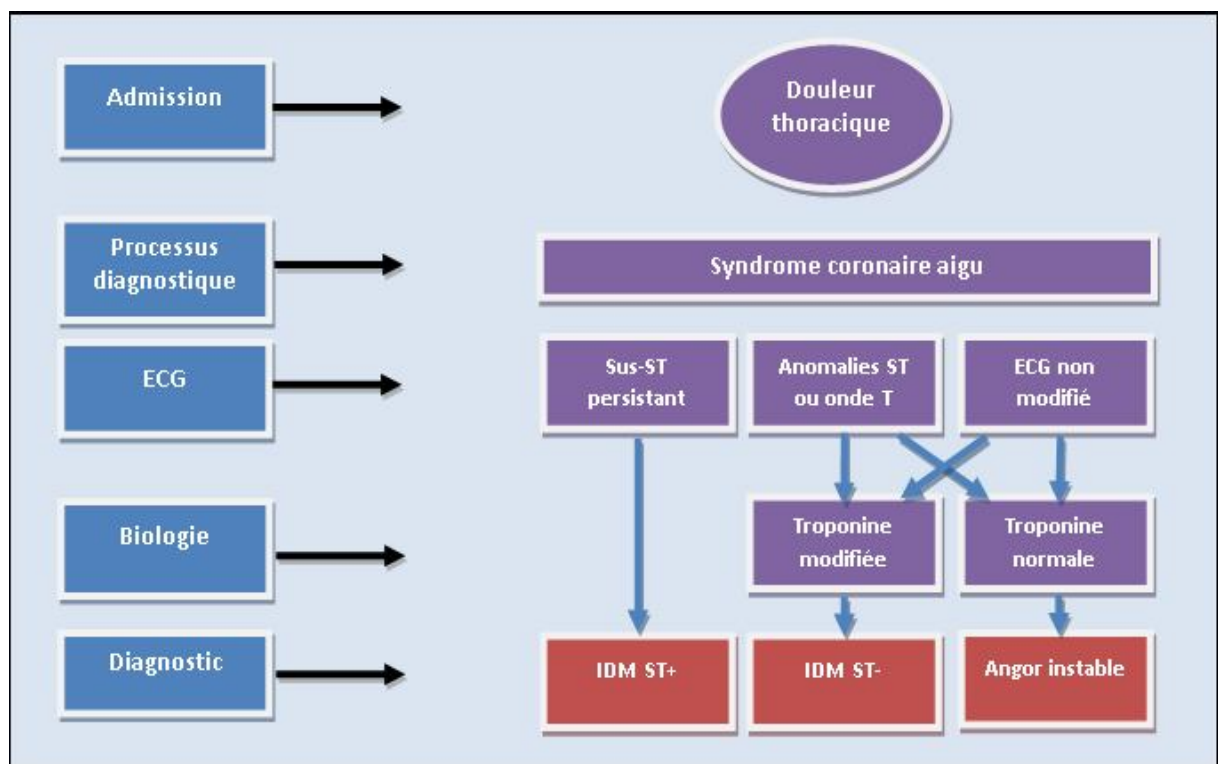 Admission
Douleur
thoracique
Processus
diagnostique
Syndrome coronaire aigu
ECG
Sus-ST
persistant
Anomalies ST
ou onde T
ECG non
modifié
Biologie
Troponine
modifiée
Troponine
normale
Diagnostic
IDM ST+
IDM ST-
Angor instable